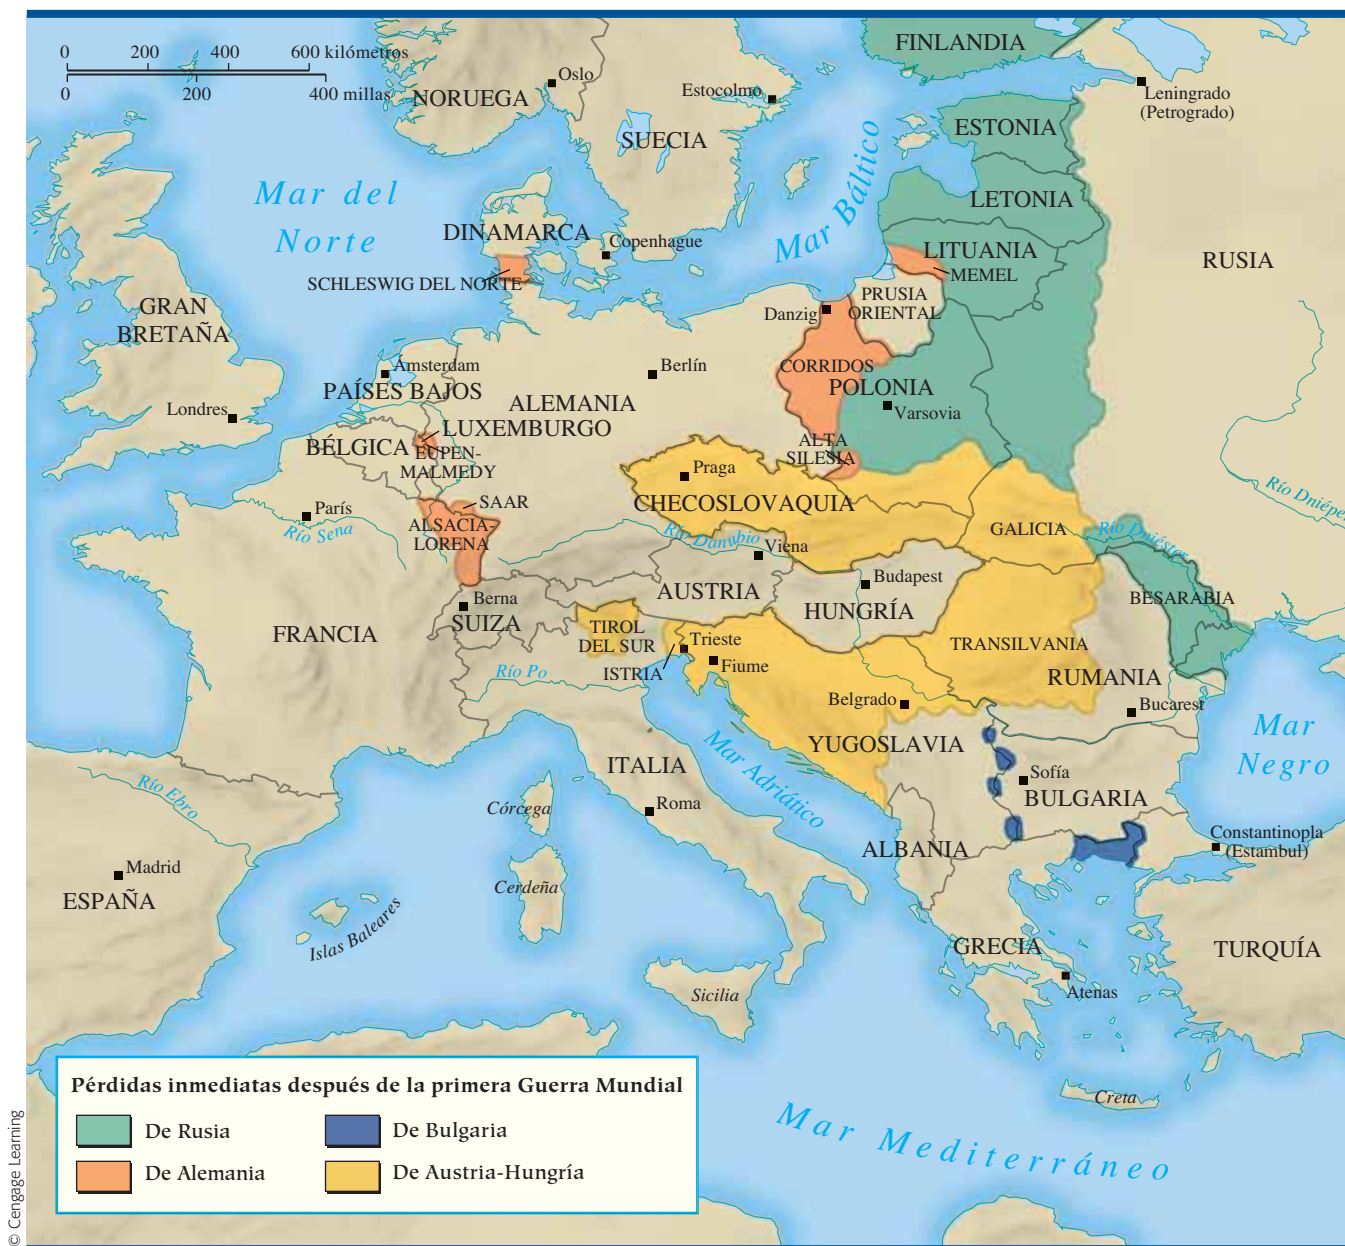 0 200 400 600 kilómetros
0 200 400 millas
FINLANDIA
Oslo
NORUEGA
Estocolmo
Leningrado
(Petrogrado)
SUECIA
ESTONIA
Mar Báltico
Mar del
Norte
LETONIA
DINAMARCA
Copenhague
LITUANIA
MEMEL
RUSIA
SCHLESWIG DEL NORTE
GRAN
BRETAÑA
PRUSIA
ORIENTAL
Danzig
Ámsterdam
PAÍSES BAJOS
Berlín
CORRIDOS
POLONIA
Londres
ALEMANIA
Varsovia
LUXEMBURGO
BÉLGICA
EUPEN-
MALMEDY
ALTA
SILESIA
Praga
CHECOSLOVAQUIA
Río Dniéper
SAAR
París
Río Sena
ALSACIA-
LORENA
GALICIA
Río Dniéster
Río Danubio
Viena
Budapest
AUSTRIA
HUNGRÍA
BESARABIA
Berna
SUIZA
FRANCIA
TIROL
DEL SUR
Trieste
TRANSILVANIA
ISTRIA
Fiume
Río Po
RUMANIA
Belgrado
Bucarest
YUGOSLAVIA
Mar
Negro
Mar Adriático
ITALIA
Río Ebro
Córcega
Roma
Sofía
BULGARIA
Constantinopla
(Estambul)
ALBANIA
Madrid
ESPAÑA
Cerdeña
Islas Baleares
GRECIA
TURQUÍA
Atenas
Sicilia
Creta
Mar Mediterráneo
Pérdidas inmediatas después de la primera Guerra Mundial
De Rusia
De Bulgaria
De Alemania
De Austria-Hungría
© Cengage Learning